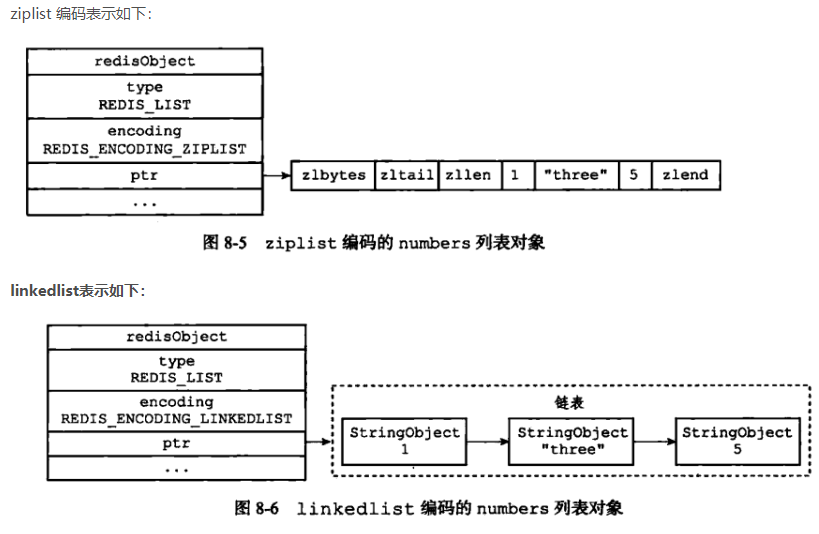 ziplist 编码表示如下:
redisObject
type
REDIS_LIST
encoding
REDIS_ENCODING_ZIPLIST
ptr
...
zlbytes zltail zllen 1 "three" 5 zlend
图 8-5 ziplist 编码的 numbers 列表对象
linkedlist表示如下:
redisObject
type
REDIS_LIST
encoding
REDIS_ENCODING_LINKEDLIST
ptr
...
链表
StringObject
1
StringObject
"three"
StringObject
5
图 8-6 linkedlist 编码的 numbers 列表对象